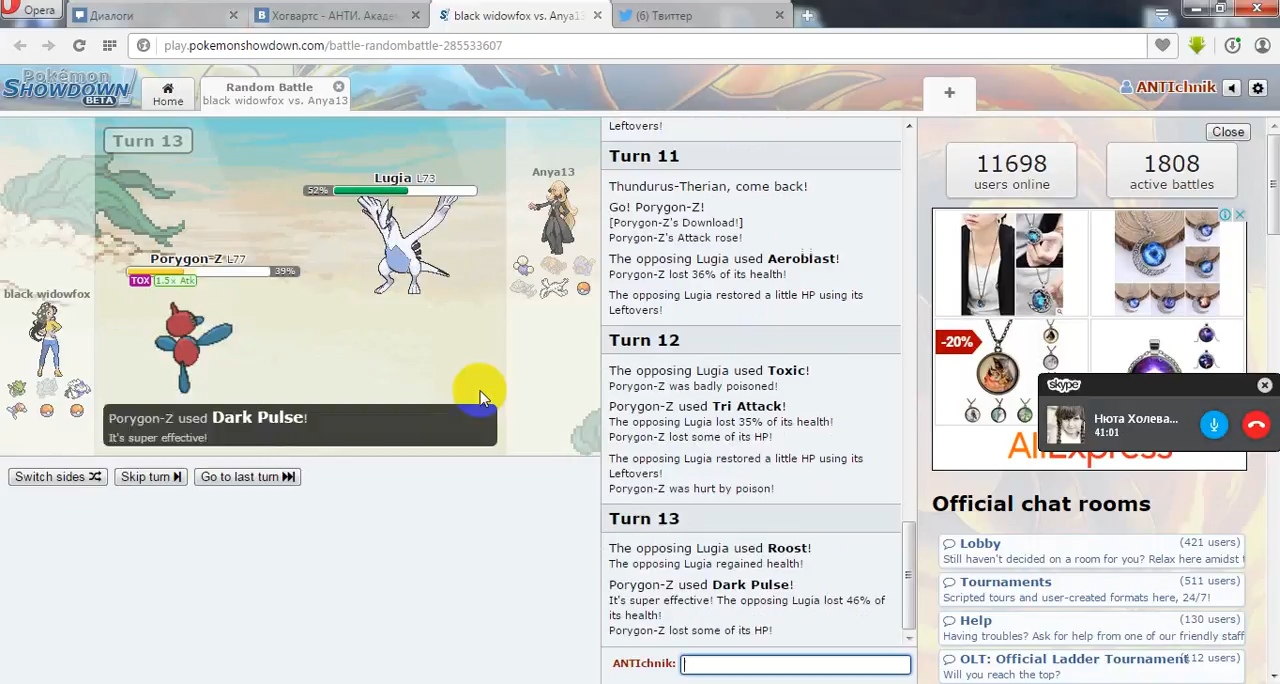 Opera
Диалоги
Хогвартс - АНТИ, Академ
black widowfox vs. Anya13
(6) Твиттер
play.pokemonshowdown.com/battle-randombattle-285533607
Pokémon
SHOWDOWN
BETA
Home
Random Battle
black widowfox vs. Anya13
ANTIchnik
Turn 13
Lugia L73
52%
Porygon-Z L77
39%
TOX 1.5x Atk
black widowfox
Anya13
Porygon-Z used Dark Pulse!
It's super effective!
Switch sides
Skip turn
Go to last turn
Leftovers!
Turn 11
Thundurus-Therian, come back!
Go! Porygon-Z!
[Porygon-Z's Download!]
Porygon-Z's Attack rose!
The opposing Lugia used Aeroblast!
Porygon-Z lost 36% of its health!
The opposing Lugia restored a little HP using its
Leftovers!
Turn 12
The opposing Lugia used Toxic!
Porygon-Z was badly poisoned!
Porygon-Z used Tri Attack!
The opposing Lugia lost 35% of its health!
Porygon-Z lost some of its HP!
The opposing Lugia restored a little HP using its
Leftovers!
Porygon-Z was hurt by poison!
Turn 13
The opposing Lugia used Roost!
The opposing Lugia regained health!
Porygon-Z used Dark Pulse!
It's super effective! The opposing Lugia lost 46% of
its health!
Porygon-Z lost some of its HP!
ANTIchnik:
Close
11698
users online
1808
active battles
-20%
AliExpress
skype
Нюта Холева...
41:01
Official chat rooms
Lobby (421 users)
Still haven't decided on a room for you? Relax here amidst
Tournaments (511 users)
Scripted tours and user-created formats here, 24/7!
Help (130 users)
Having troubles? Ask for help from one of our friendly staff
OLT: Official Ladder Tournament 12 users)
Will you reach the top?